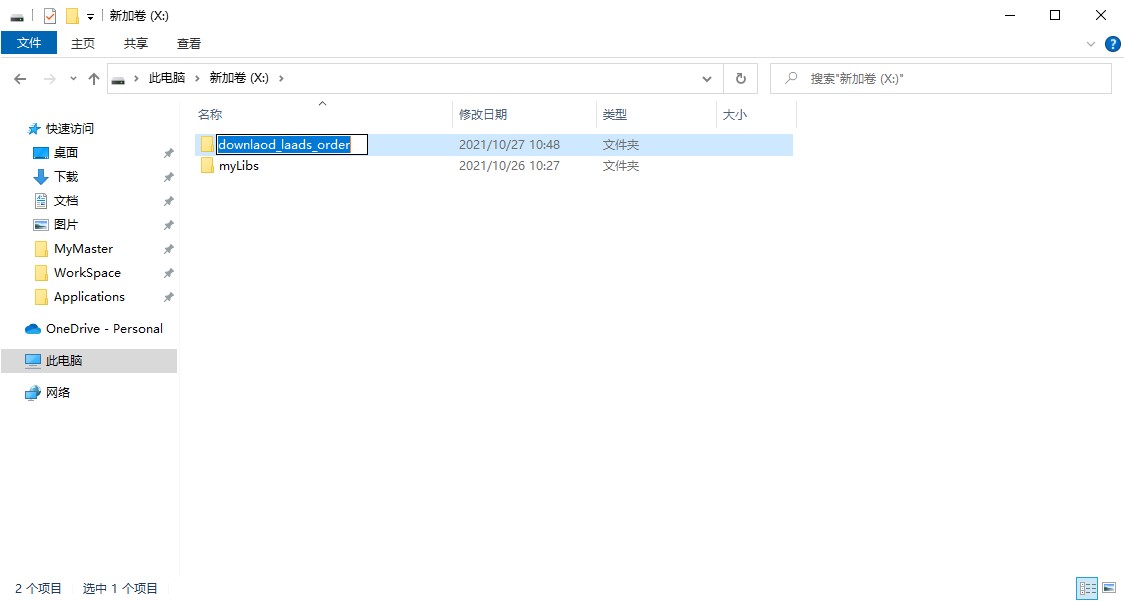 新加卷 (X:)
文件 主页 共享 查看
此电脑 新加卷 (X:) 搜索"新加卷 (X:)"
名称 修改日期 类型 大小
快速访问
桌面
下载
文档
图片
MyMaster
WorkSpace
Applications
OneDrive - Personal
此电脑
网络
downlaod_laads_order 2021/10/27 10:48 文件夹
myLibs 2021/10/26 10:27 文件夹
2 个项目 选中 1 个项目